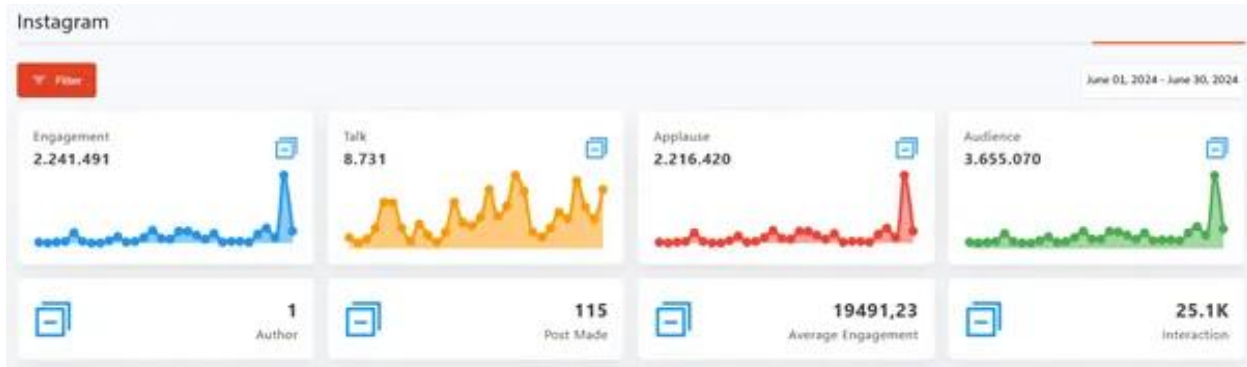 Instagram
Filter
June 01, 2024 - June 30, 2024
Engagement
2.241.491
Talk
8.731
Applause
2.216.420
Audience
3.655.070
1
Author
115
Post Made
19491,23
Average Engagement
25.1K
Interaction